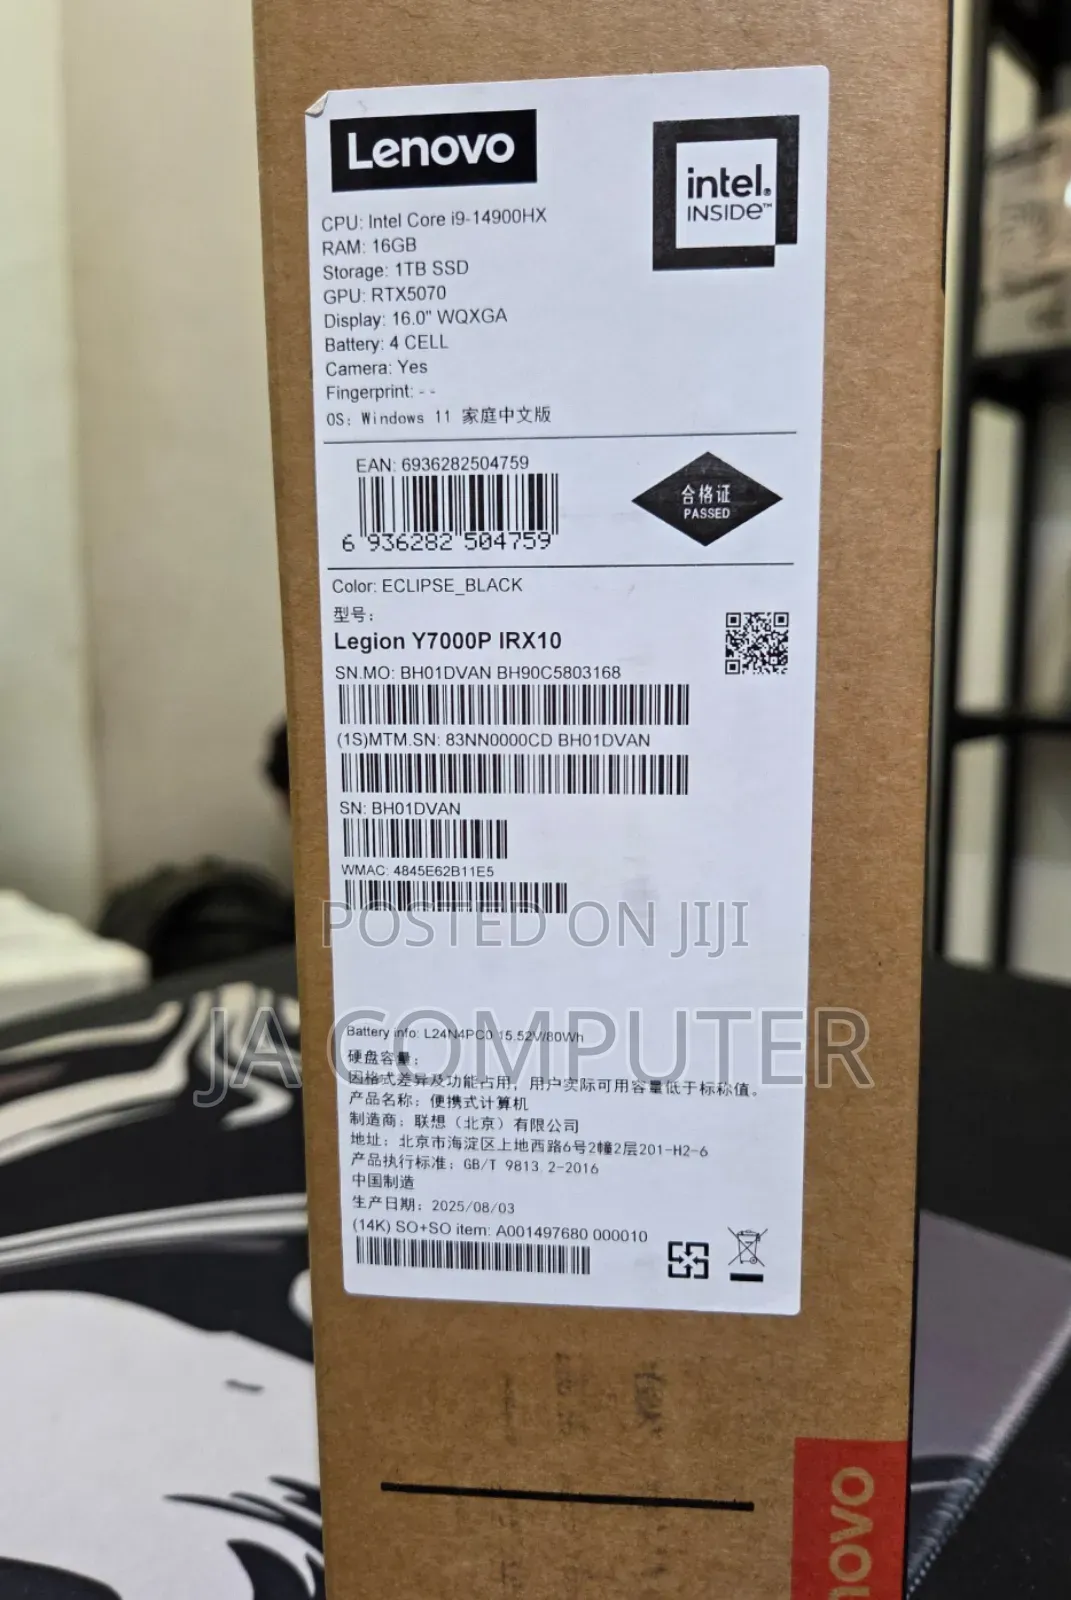 Lenovo
intel.
INSIDE™
CPU: Intel Core i9-14900HX
RAM: 16GB
Storage: 1TB SSD
GPU: RTX5070
Display: 16.0" WQXGA
Battery: 4 CELL
Camera: Yes
Fingerprint: - -
OS: Windows 11 家庭中文版
EAN: 6936282504759
6 936282 504759
合格证
PASSED
Color: ECLIPSE_BLACK
型号:
Legion Y7000P IRX10
SN.MO: BH01DVAN BH90C5803168
(1S)MTM.SN: 83NN0000CD BH01DVAN
SN: BH01DVAN
WMAC: 4845E62B11E5
POSTED ON JIJI
JA COMPUTER
Battery info: L24N4PC0 15.52V/80Wh
硬盘容量:
因格式差异及功能占用，用户实际可用容量低于标称值。
产品名称: 便携式计算机
制造商: 联想（北京）有限公司
地址: 北京市海淀区上地西路6号2幢2层201-H2-6
产品执行标准: GB/T 9813.2-2016
中国制造
生产日期: 2025/08/03
(14K) SO+SO item: A001497680 000010
novo